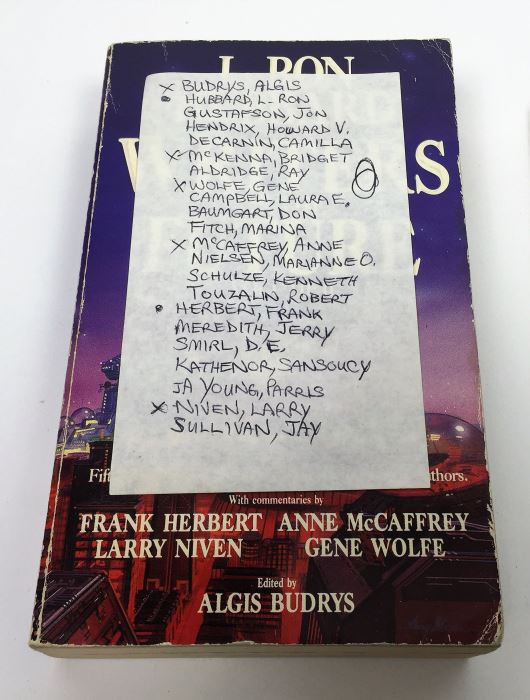 L. RON
W ERS
RE
X BUDRYS, ALGIS
• HUBBARD, L. RON
GUSTAFSON, JON
HENDRIX, HOWARD V.
DECARNIN, CAMILLA
X McKENNA, BRIDGET
ALDRIDGE, RAY
X WOLFE, GENE
CAMPBELL, LAURA E.
BAUMGART, DON
FITCH, MARINA
X McCAFFREY, ANNE
NIELSEN, MARIANNE O.
SCHULZE, KENNETH
TOUZALIN, ROBERT
• HERBERT, FRANK
MEREDITH, JERRY
SMIRL, D.E.
KATHENOR, SANSOUCY
JA YOUNG, PARRIS
X NIVEN, LARRY
SULLIVAN, JAY
Fift thors.
With commentaries by
FRANK HERBERT ANNE McCAFFREY
LARRY NIVEN GENE WOLFE
Edited by
ALGIS BUDRYS